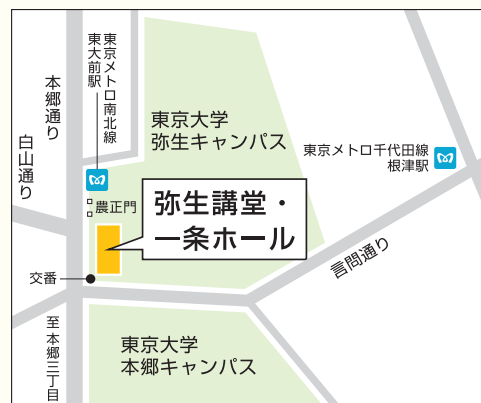 東京メトロ南北線
東大前駅
本郷通り
白山通り
東京大学
弥生キャンパス
東京メトロ千代田線
根津駅
農正門
弥生講堂・
一条ホール
言問通り
交番
至本郷三丁目
東京大学
本郷キャンパス